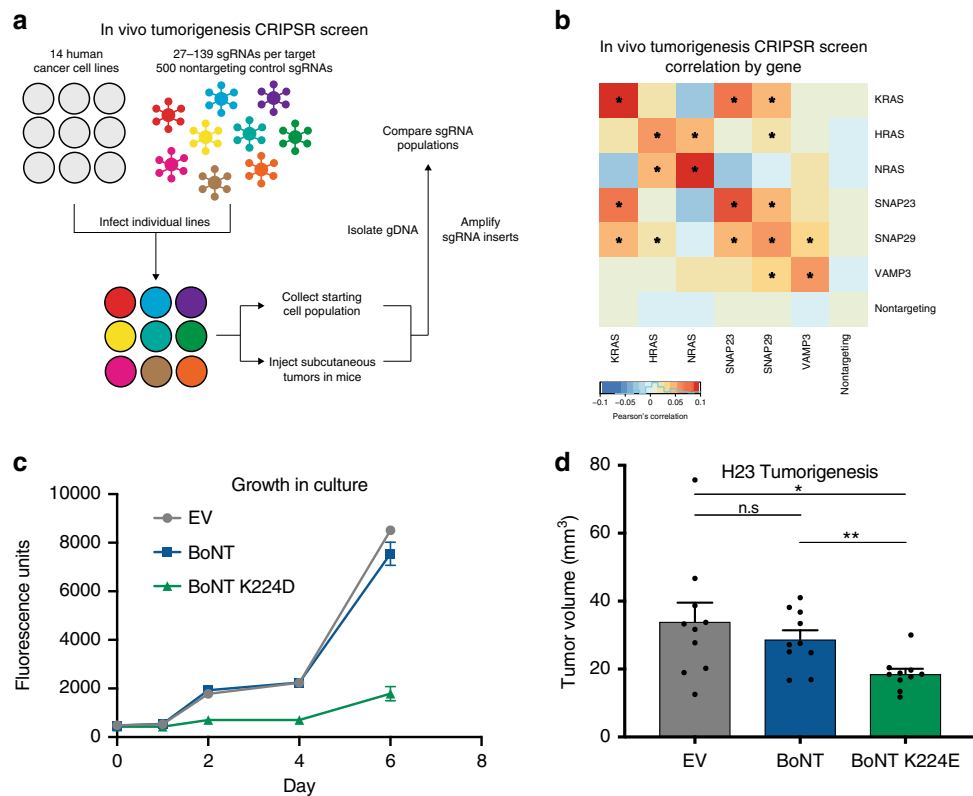 a
In vivo tumorigenesis CRIPSR screen
14 human
cancer cell lines
27–139 sgRNAs per target
500 nontargeting control sgRNAs
Compare sgRNA
populations
Infect individual lines
Isolate gDNA
Amplify
sgRNA inserts
Collect starting
cell population
Inject subcutaneous
tumors in mice
b
In vivo tumorigenesis CRIPSR screen
correlation by gene
* * * KRAS
* * * HRAS
* * NRAS
* * * SNAP23
* * * * * SNAP29
* * VAMP3
Nontargeting
KRAS
HRAS
NRAS
SNAP23
SNAP29
VAMP3
Nontargeting
−0.1 −0.05 0 0.05 0.1
Pearson's correlation
c
Growth in culture
EV
BoNT
BoNT K224D
Fluorescence units
10000
8000
6000
4000
2000
0
0 2 4 6 8
Day
d
H23 Tumorigenesis
*
n.s
**
Tumor volume (mm³)
80
60
40
20
0
EV BoNT BoNT K224E